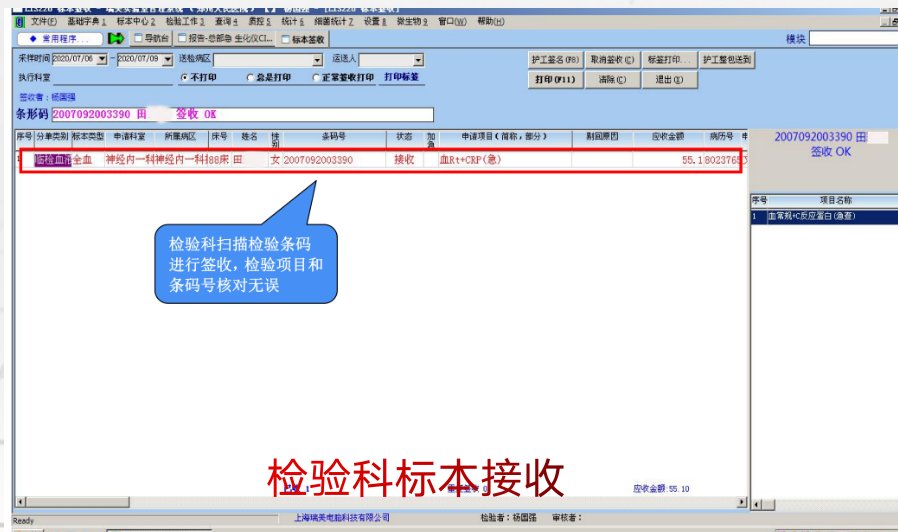 文件(F) 基础字典1 标本中心2 检验工作3 查询4 质控5 统计6 细菌统计7 设置8 微生物9 窗口(W) 帮助(H)
常用程序... 导航台 报告-总部急 生化仪CI... 标本签收 模块
采样时间 2020/07/06 - 2020/07/09 送检病区 运送人 护工签名(F8) 取消签收(C) 标签打印... 护工整包送到
执行科室 不打印 总是打印 正常签收打印 打印标签 打印(F11) 清除(C) 退出(X)
签收者：杨国强
条形码 2007092003390 田 签收 OK
序号 分单类别 标本类型 申请科室 所属病区 床号 姓名 性别 条码号 状态 加急 申请项目(简称，部分) 剔回原因 应收金额 病历号
临检血液 全血 神经内一科 神经内一科 88床 田 女 2007092003390 接收 血Rt+CRP(急) 55.1 8023765
2007092003390 田
签收 OK
序号 项目名称
1 血常规+C反应蛋白(急查)
检验科扫描检验条码
进行签收，检验项目和
条码号核对无误
检验科标本接收
应收金额:55.10
Ready 上海瑞美电脑科技有限公司 检验者：杨国强 审核者：